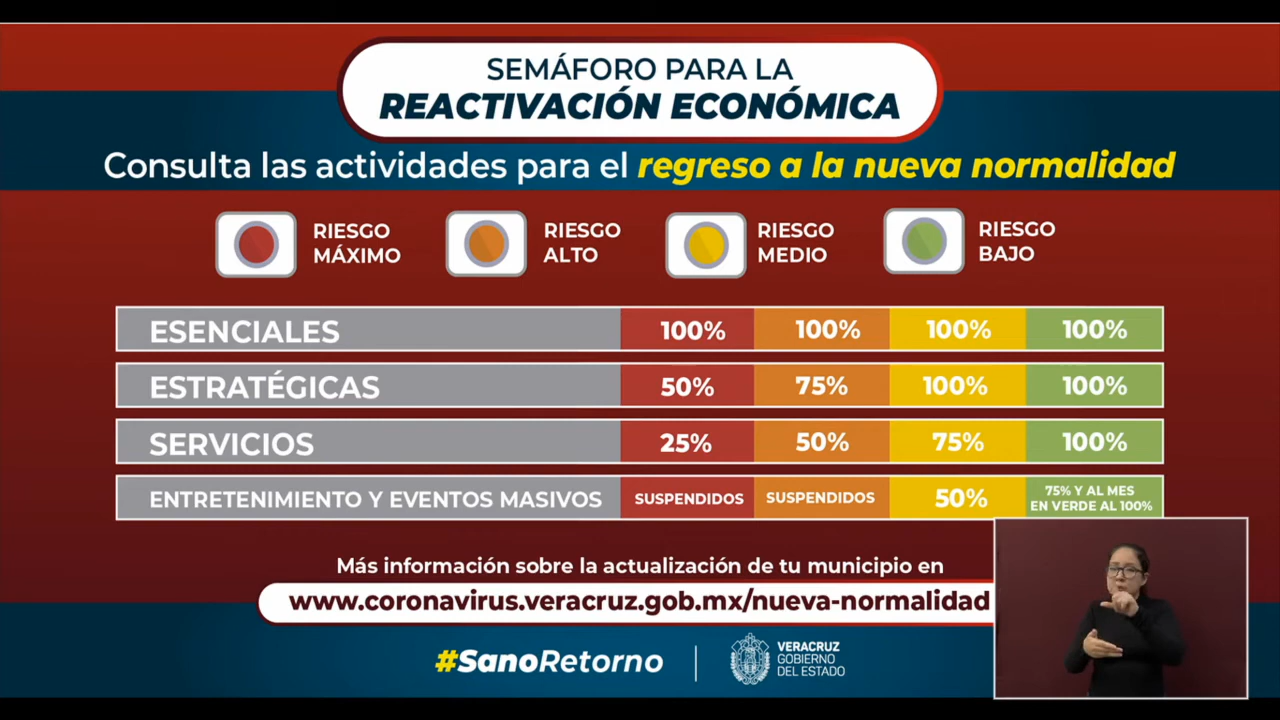 SEMÁFORO PARA LA
REACTIVACIÓN ECONÓMICA
Consulta las actividades para el regreso a la nueva normalidad
RIESGO
MÁXIMO
RIESGO
ALTO
RIESGO
MEDIO
RIESGO
BAJO
ESENCIALES 100% 100% 100% 100%
ESTRATÉGICAS 50% 75% 100% 100%
SERVICIOS 25% 50% 75% 100%
ENTRETENIMIENTO Y EVENTOS MASIVOS SUSPENDIDOS SUSPENDIDOS 50% 75% Y AL MES
EN VERDE AL 100%
Más información sobre la actualización de tu municipio en
www.coronavirus.veracruz.gob.mx/nueva-normalidad
#SanoRetorno
VERACRUZ
GOBIERNO
DEL ESTADO